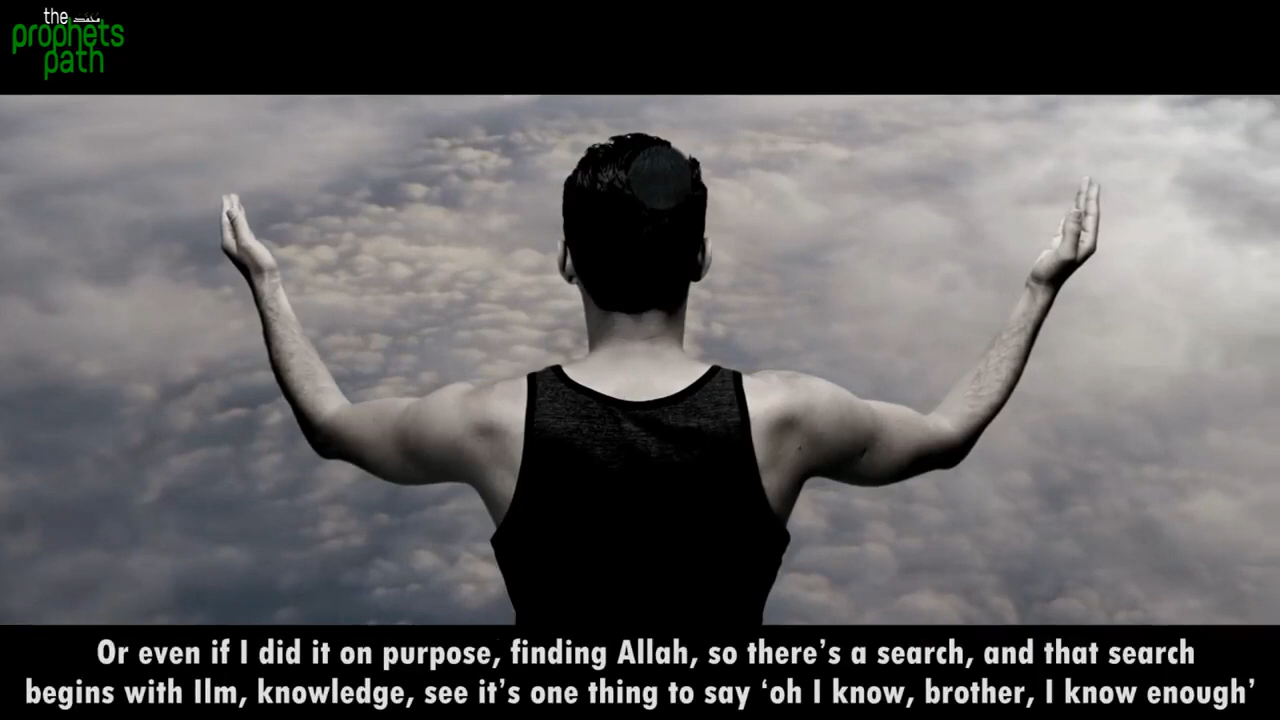 the
prophets
path
Or even if I did it on purpose, finding Allah, so there's a search, and that search
begins with Ilm, knowledge, see it's one thing to say ‘oh I know, brother, I know enough’